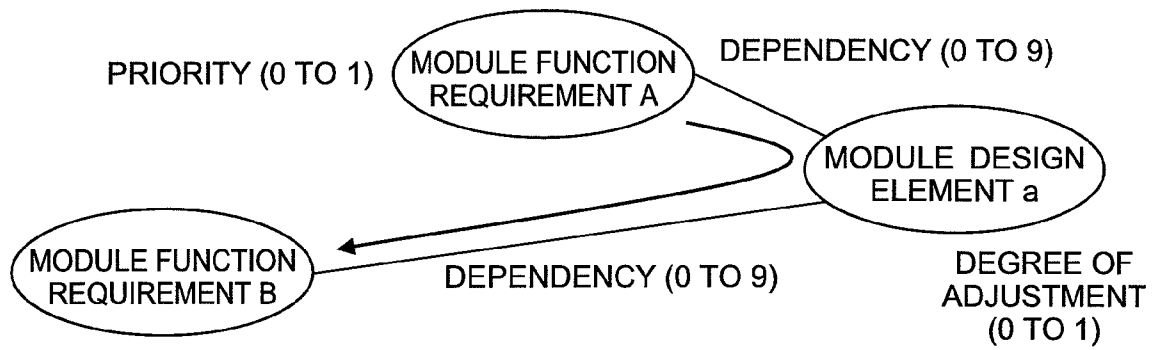 PRIORITY (0 TO 1)
MODULE FUNCTION
REQUIREMENT A
DEPENDENCY (0 TO 9)
MODULE DESIGN
ELEMENT a
MODULE FUNCTION
REQUIREMENT B
DEPENDENCY (0 TO 9)
DEGREE OF
ADJUSTMENT
(0 TO 1)